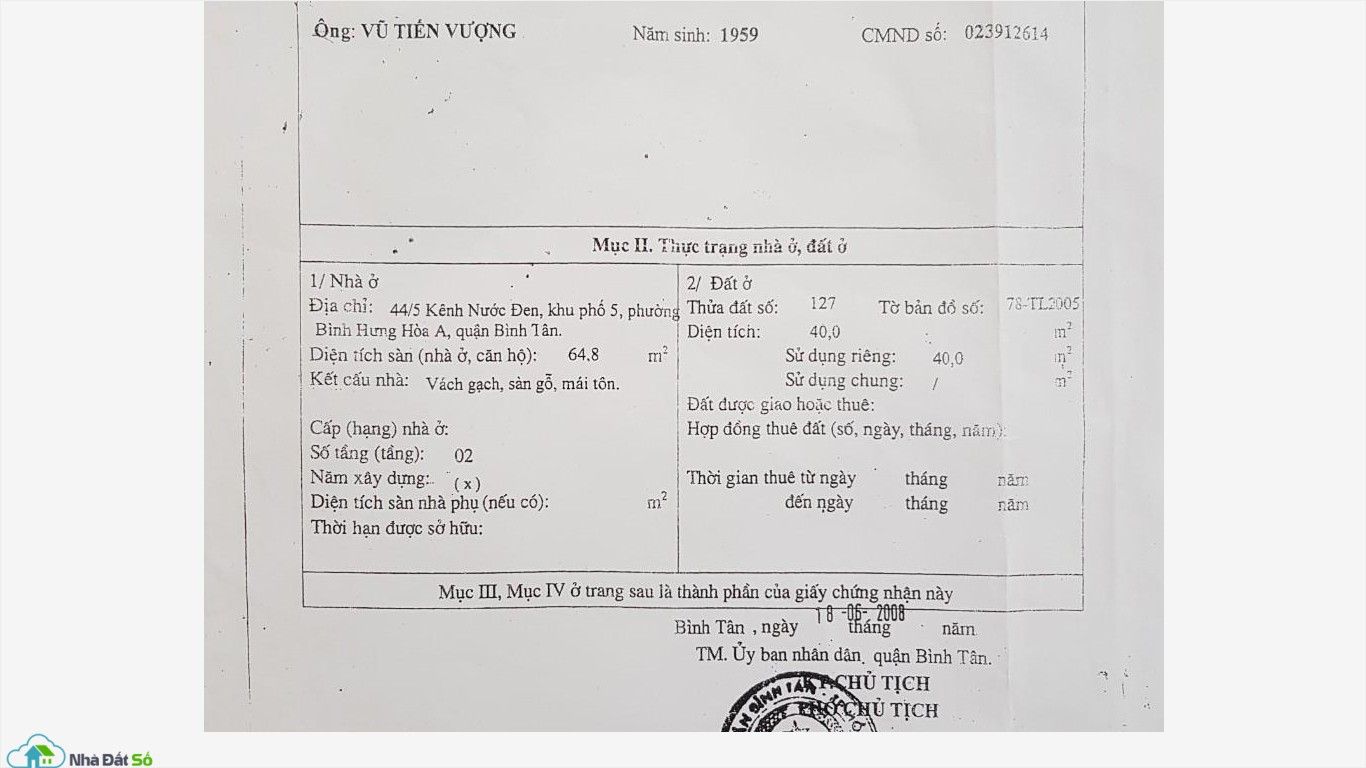 Ông: VŨ TIẾN VƯỢNG Năm sinh: 1959 CMND số: 023912614
Mục II. Thực trạng nhà ở, đất ở
1/ Nhà ở
Địa chỉ: 44/5 Kênh Nước Đen, khu phố 5, phường
Bình Hưng Hòa A, quận Bình Tân.
Diện tích sàn (nhà ở, căn hộ): 64,8 m²
Kết cấu nhà: Vách gạch, sàn gỗ, mái tôn.
Cấp (hạng) nhà ở:
Số tầng (tầng): 02
Năm xây dựng: (x)
Diện tích sàn nhà phụ (nếu có): m²
Thời hạn được sở hữu:
2/ Đất ở
Thửa đất số: 127 Tờ bản đồ số: 78-TL2005
Diện tích: 40,0 m²
Sử dụng riêng: 40,0 m²
Sử dụng chung: / m²
Đất được giao hoặc thuê:
Hợp đồng thuê đất (số, ngày, tháng, năm):
Thời gian thuê từ ngày tháng năm
đến ngày tháng năm
Mục III, Mục IV ở trang sau là thành phần của giấy chứng nhận này
18-06-2008
Bình Tân, ngày tháng năm
TM. Ủy ban nhân dân, quận Bình Tân.
KT.CHỦ TỊCH
PHÓ CHỦ TỊCH
BÌNH TÂN
Nhà Đất Số